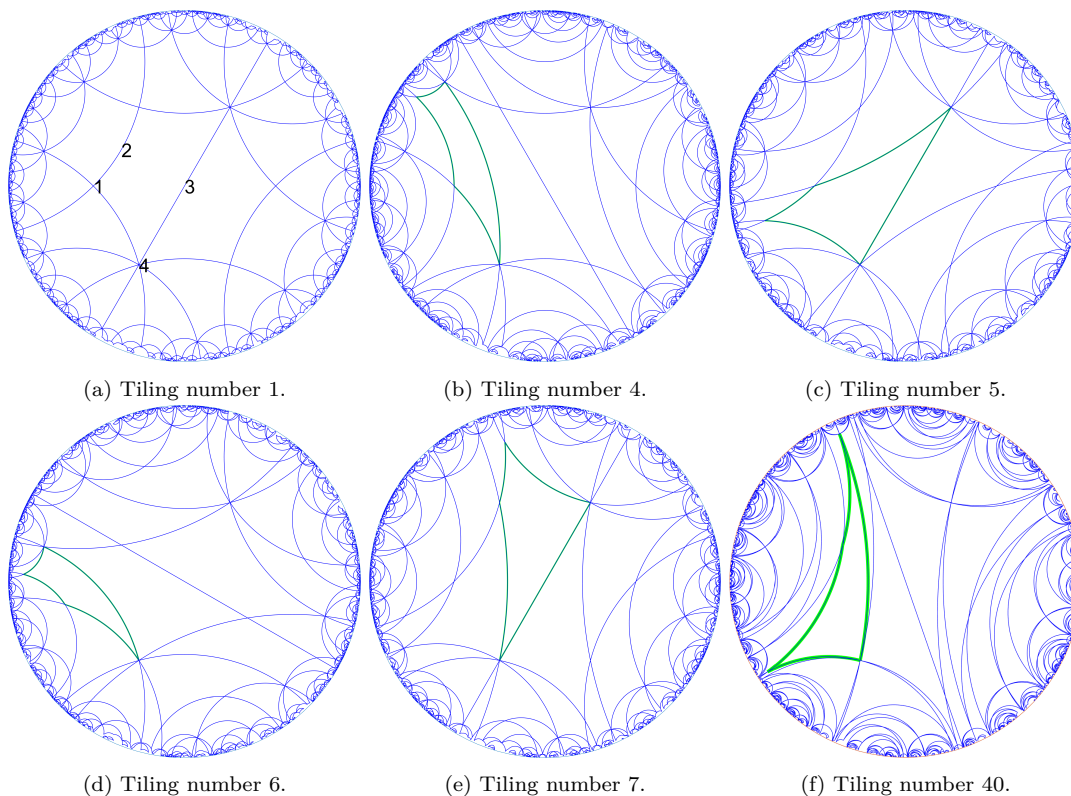 2
1
3
4
(a) Tiling number 1.
(b) Tiling number 4.
(c) Tiling number 5.
(d) Tiling number 6.
(e) Tiling number 7.
(f) Tiling number 40.